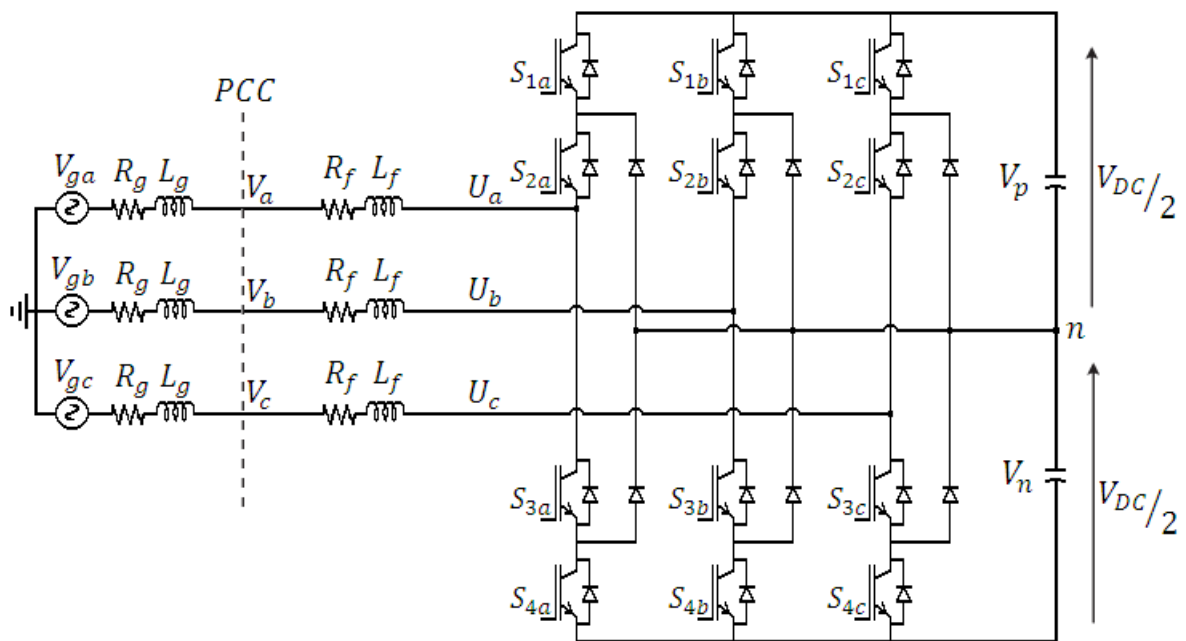 PCC
S1a
S1b
S1c
Vga Rg Lg Va Rf Lf Ua
S2a
S2b
S2c
Vp
VDC/2
Vgb Rg Lg Vb Rf Lf Ub
n
Vgc Rg Lg Vc Rf Lf Uc
S3a
S3b
S3c
Vn
VDC/2
S4a
S4b
S4c